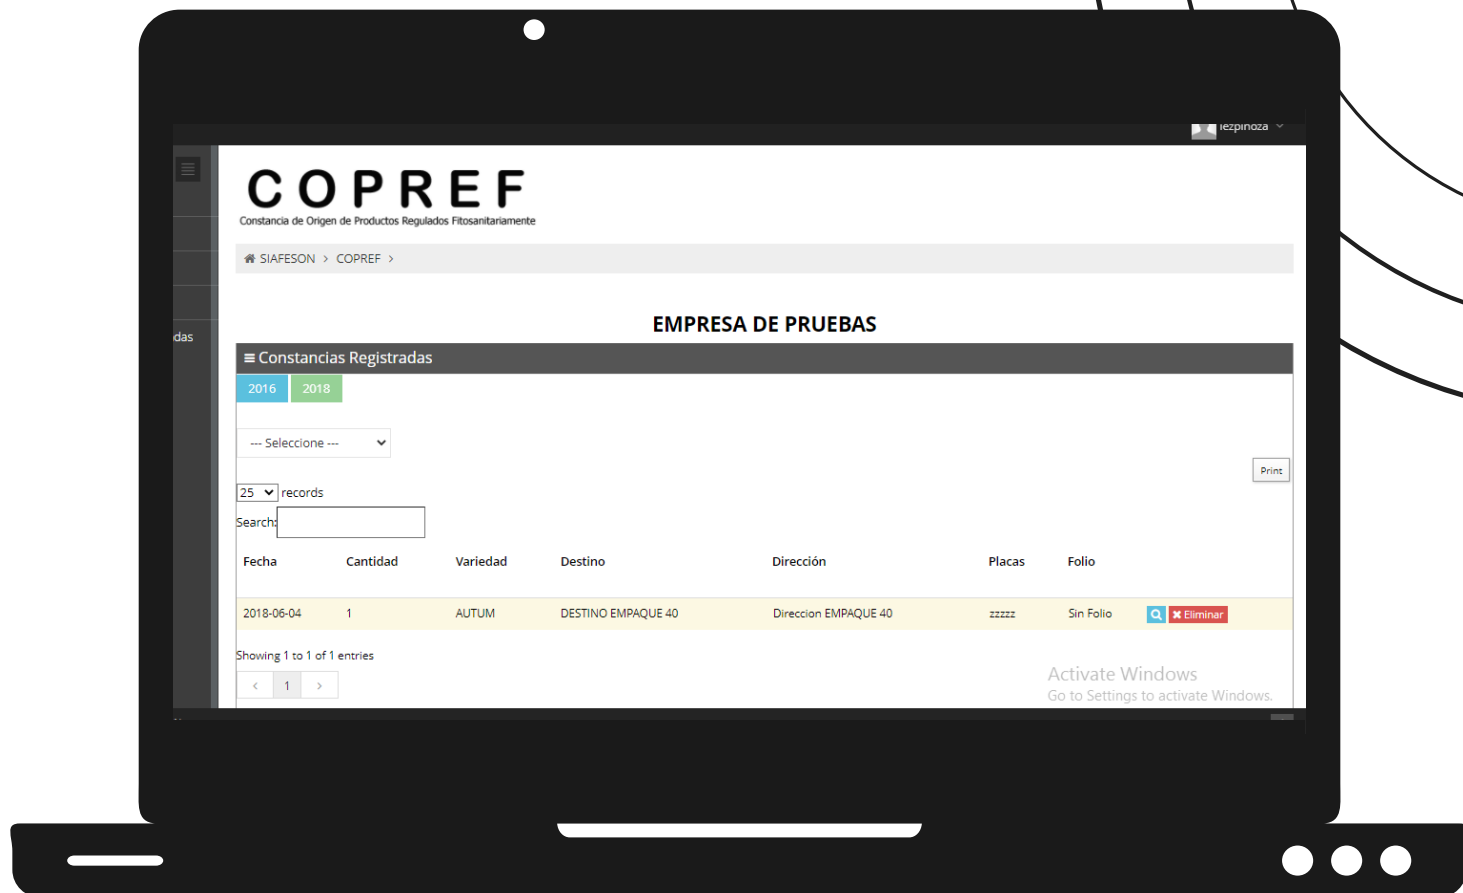 lezpinoza
COPREF
Constancia de Origen de Productos Regulados Fitosanitariamente
SIAFESON > COPREF >
EMPRESA DE PRUEBAS
das
Constancias Registradas
2016 2018
--- Seleccione ---
Print
25 records
Search:
Fecha Cantidad Variedad Destino Dirección Placas Folio
2018-06-04 1 AUTUM DESTINO EMPAQUE 40 Direccion EMPAQUE 40 zzzzz Sin Folio Eliminar
Showing 1 to 1 of 1 entries
Activate Windows
< 1 >
Go to Settings to activate Windows.